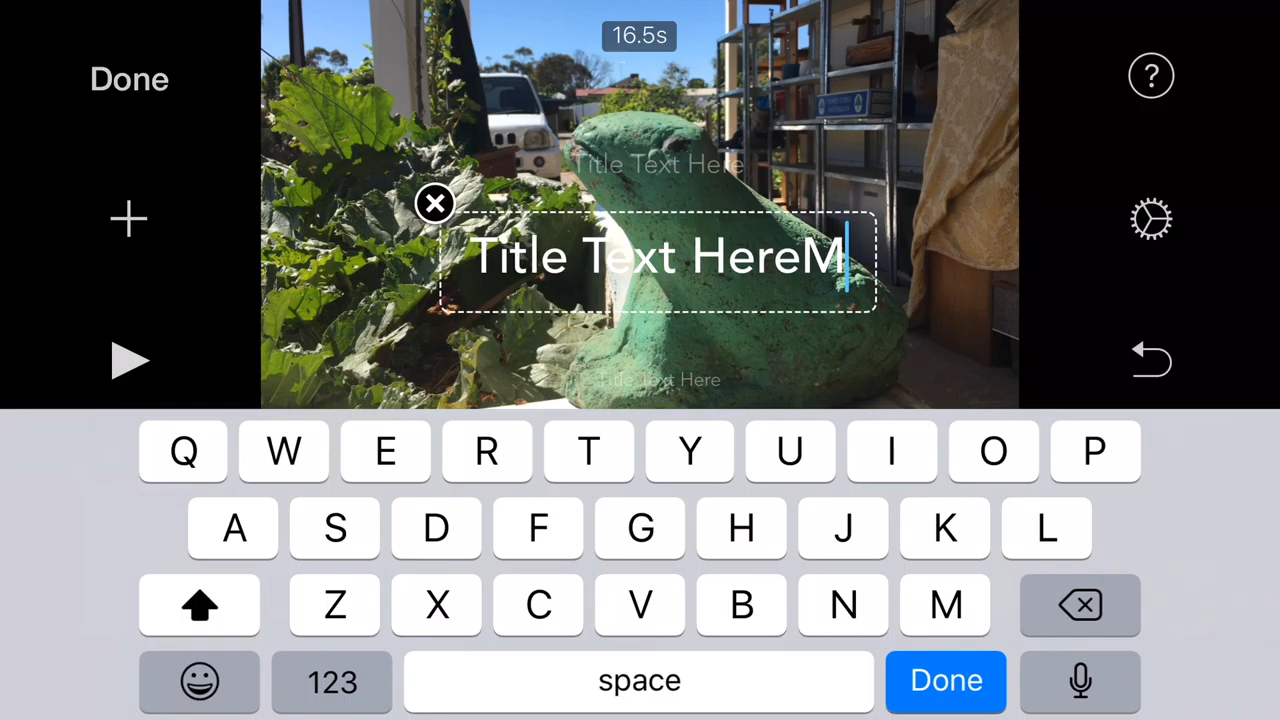 16.5s
Done
?
Title Text Here
Title Text HereM
Title Text Here
Q W E R T Y U I O P
A S D F G H J K L
Z X C V B N M
123 space Done